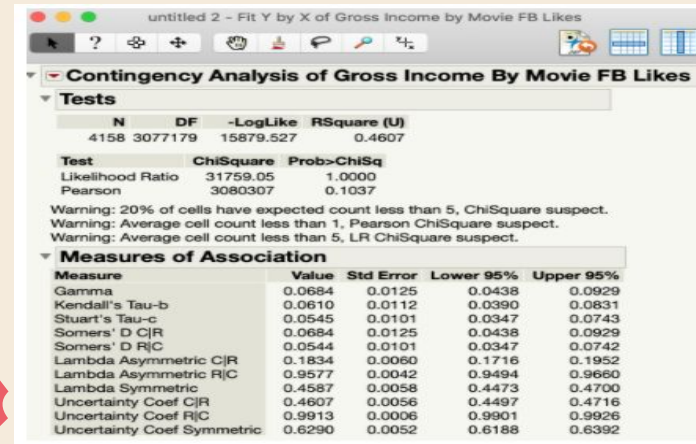 untitled 2 - Fit Y by X of Gross Income by Movie FB Likes
Contingency Analysis of Gross Income By Movie FB Likes
Tests
N DF -LogLike RSquare (U)
4158 3077179 15879.527 0.4607
Test ChiSquare Prob>ChiSq
Likelihood Ratio 31759.05 1.0000
Pearson 3080307 0.1037
Warning: 20% of cells have expected count less than 5, ChiSquare suspect.
Warning: Average cell count less than 1, Pearson ChiSquare suspect.
Warning: Average cell count less than 5, LR ChiSquare suspect.
Measures of Association
Measure Value Std Error Lower 95% Upper 95%
Gamma 0.0684 0.0125 0.0438 0.0929
Kendall's Tau-b 0.0610 0.0112 0.0390 0.0831
Stuart's Tau-c 0.0545 0.0101 0.0347 0.0743
Somers' D C|R 0.0684 0.0125 0.0438 0.0929
Somers' D R|C 0.0544 0.0101 0.0347 0.0742
Lambda Asymmetric C|R 0.1834 0.0060 0.1716 0.1952
Lambda Asymmetric R|C 0.9577 0.0042 0.9494 0.9660
Lambda Symmetric 0.4587 0.0058 0.4473 0.4700
Uncertainty Coef C|R 0.4607 0.0056 0.4497 0.4716
Uncertainty Coef R|C 0.9913 0.0006 0.9901 0.9926
Uncertainty Coef Symmetric 0.6290 0.0052 0.6188 0.6392